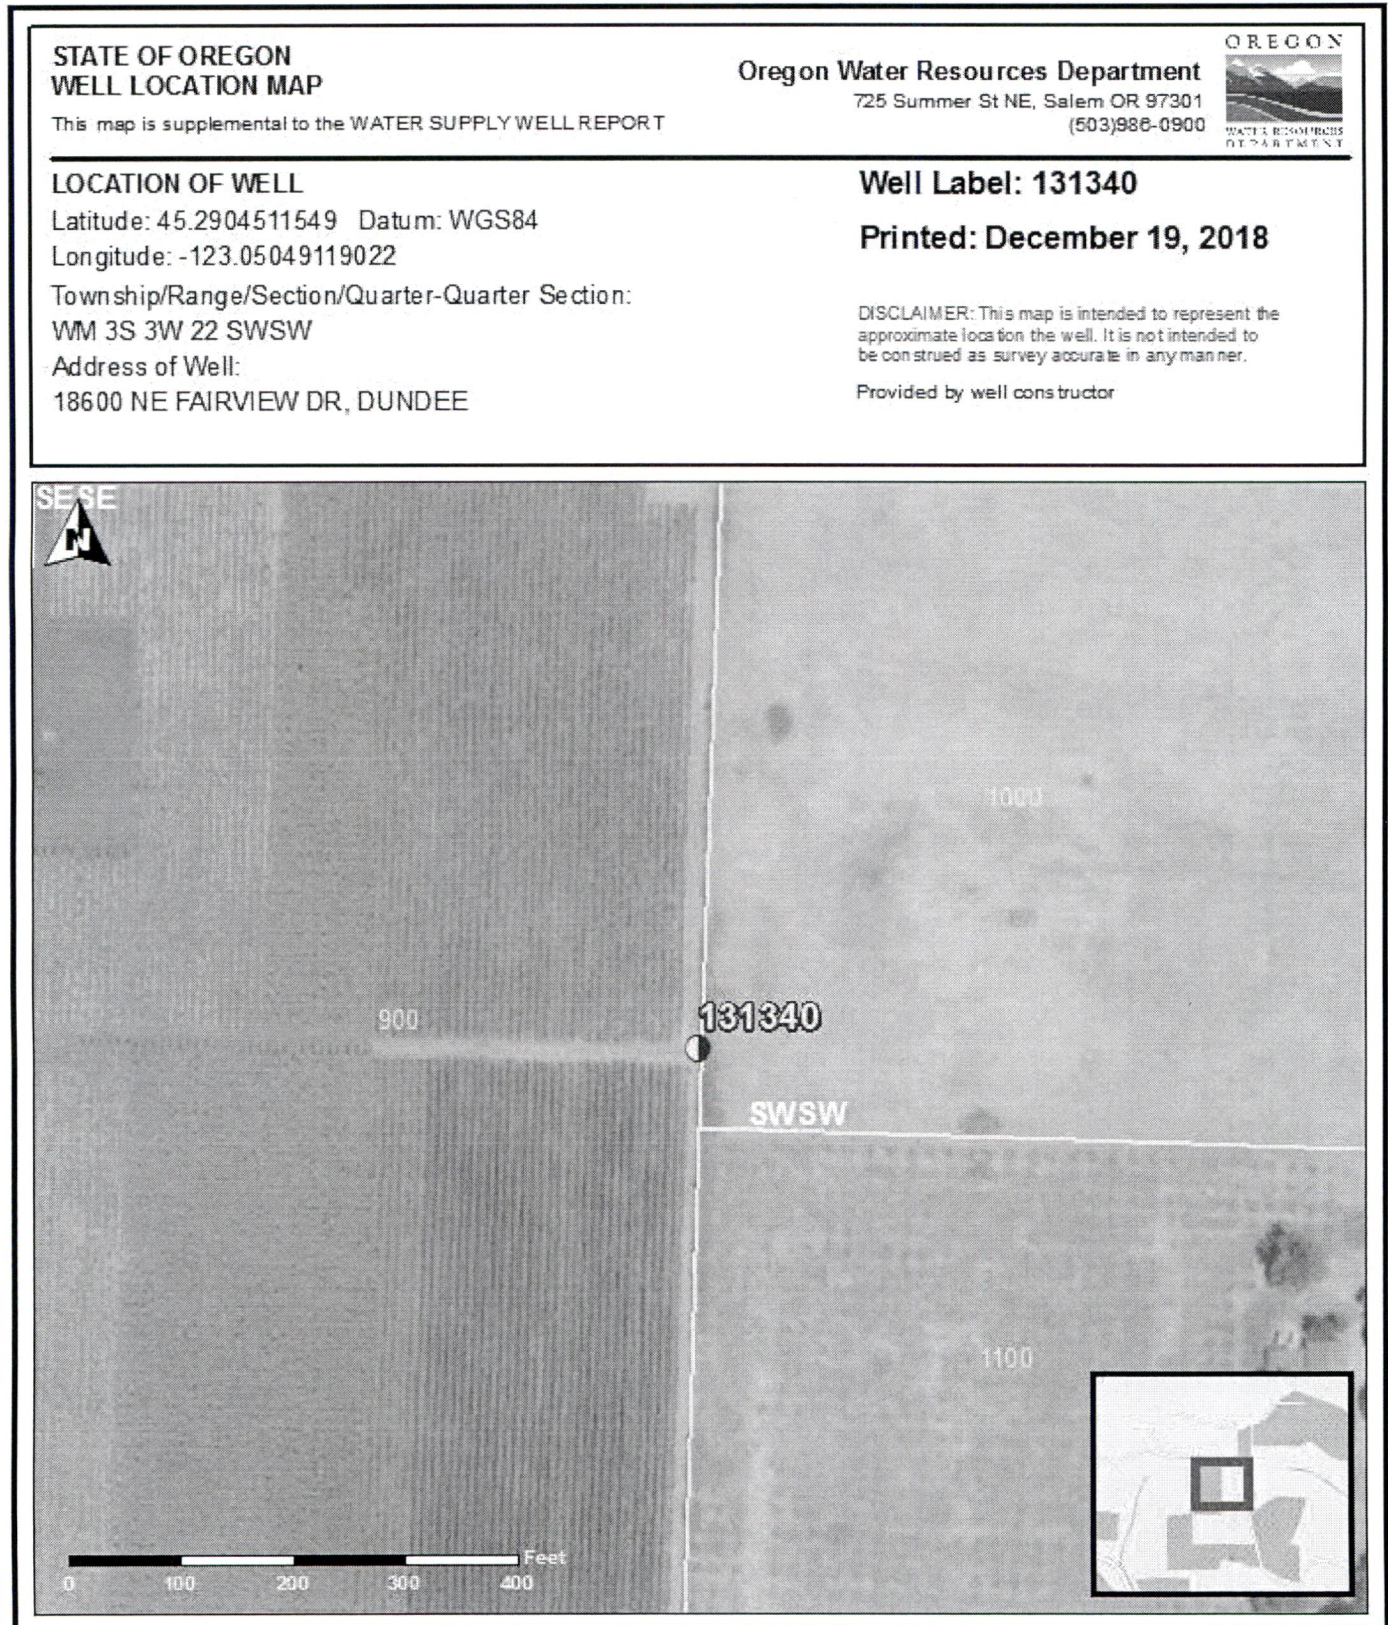 STATE OF OREGON
WELL LOCATION MAP
This map is supplemental to the WATER SUPPLY WELL REPORT
Oregon Water Resources Department
725 Summer St NE, Salem OR 97301
(503)986-0900
OREGON
WATER RESOURCES
DEPARTMENT
LOCATION OF WELL
Latitude: 45.2904511549 Datum: WGS84
Longitude: -123.05049119022
Township/Range/Section/Quarter-Quarter Section:
WM 3S 3W 22 SWSW
Address of Well:
18600 NE FAIRVIEW DR, DUNDEE
Well Label: 131340
Printed: December 19, 2018
DISCLAIMER: This map is intended to represent the
approximate location the well. It is not intended to
be construed as survey accurate in any manner.
Provided by well constructor
SESE
N
1000
900
131340
SWSW
1100
Feet
0 100 200 300 400